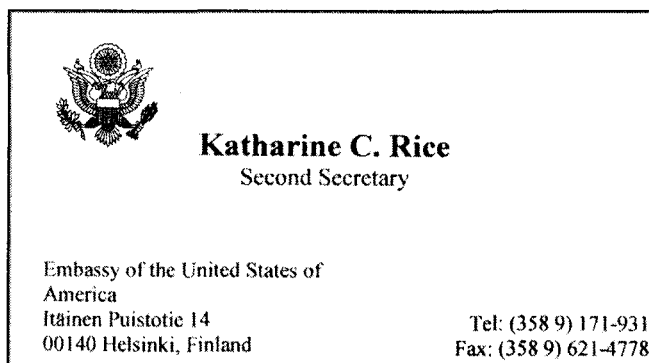 Katharine C. Rice
Second Secretary
Embassy of the United States of
America
Itäinen Puistotie 14
00140 Helsinki, Finland
Tel: (358 9) 171-931
Fax: (358 9) 621-4778